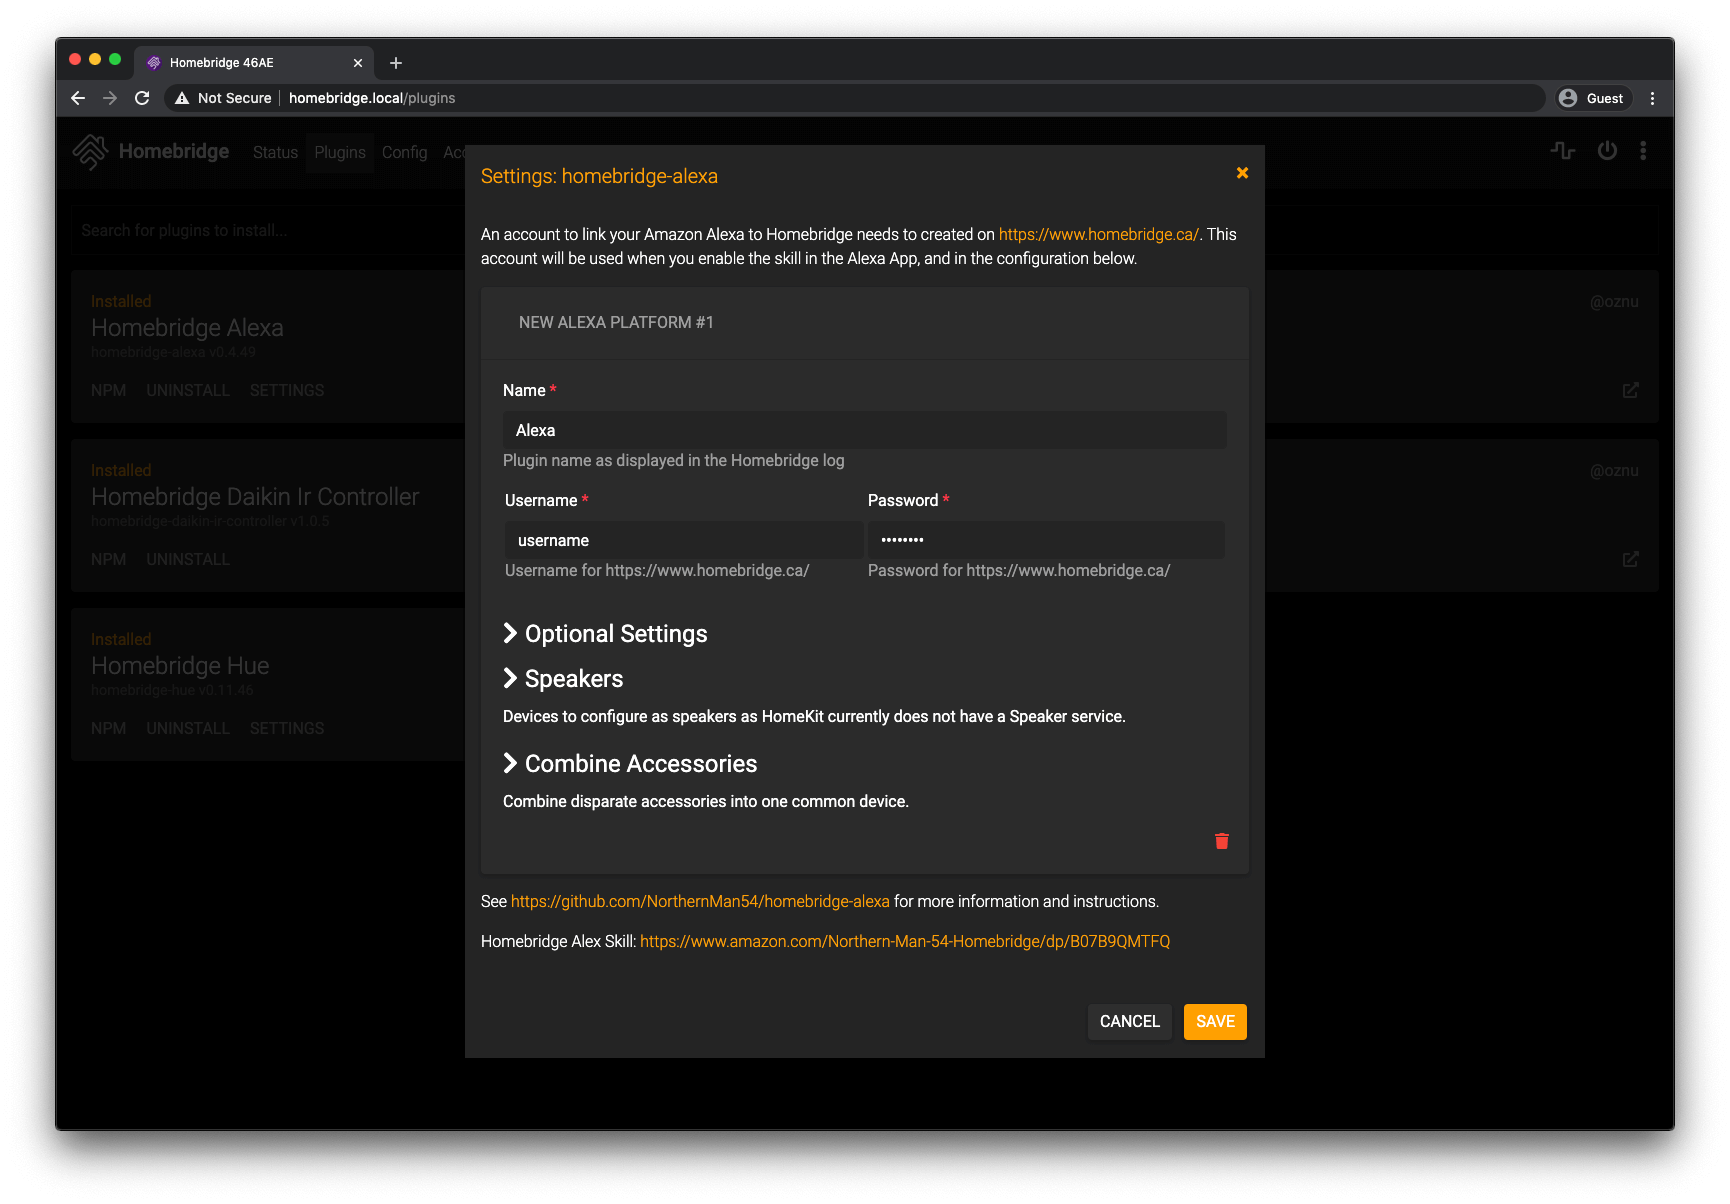 Homebridge 46AE
Not Secure
homebridge.local/plugins
Guest
Homebridge
Status
Plugins
Config
Acc
Search for plugins to install...
Installed
@oznu
Homebridge Alexa
homebridge-alexa v0.4.49
NPM UNINSTALL SETTINGS
Installed
@oznu
Homebridge Daikin Ir Controller
homebridge-daikin-ir-controller v1.0.5
NPM UNINSTALL
Installed
Homebridge Hue
homebridge-hue v0.11.46
NPM UNINSTALL SETTINGS
Settings: homebridge-alexa
An account to link your Amazon Alexa to Homebridge needs to created on https://www.homebridge.ca/. This
account will be used when you enable the skill in the Alexa App, and in the configuration below.
NEW ALEXA PLATFORM #1
Name *
Alexa
Plugin name as displayed in the Homebridge log
Username *
username
Username for https://www.homebridge.ca/
Password *
••••••••
Password for https://www.homebridge.ca/
Optional Settings
Speakers
Devices to configure as speakers as HomeKit currently does not have a Speaker service.
Combine Accessories
Combine disparate accessories into one common device.
See https://github.com/NorthernMan54/homebridge-alexa for more information and instructions.
Homebridge Alex Skill: https://www.amazon.com/Northern-Man-54-Homebridge/dp/B07B9QMTFQ
CANCEL
SAVE